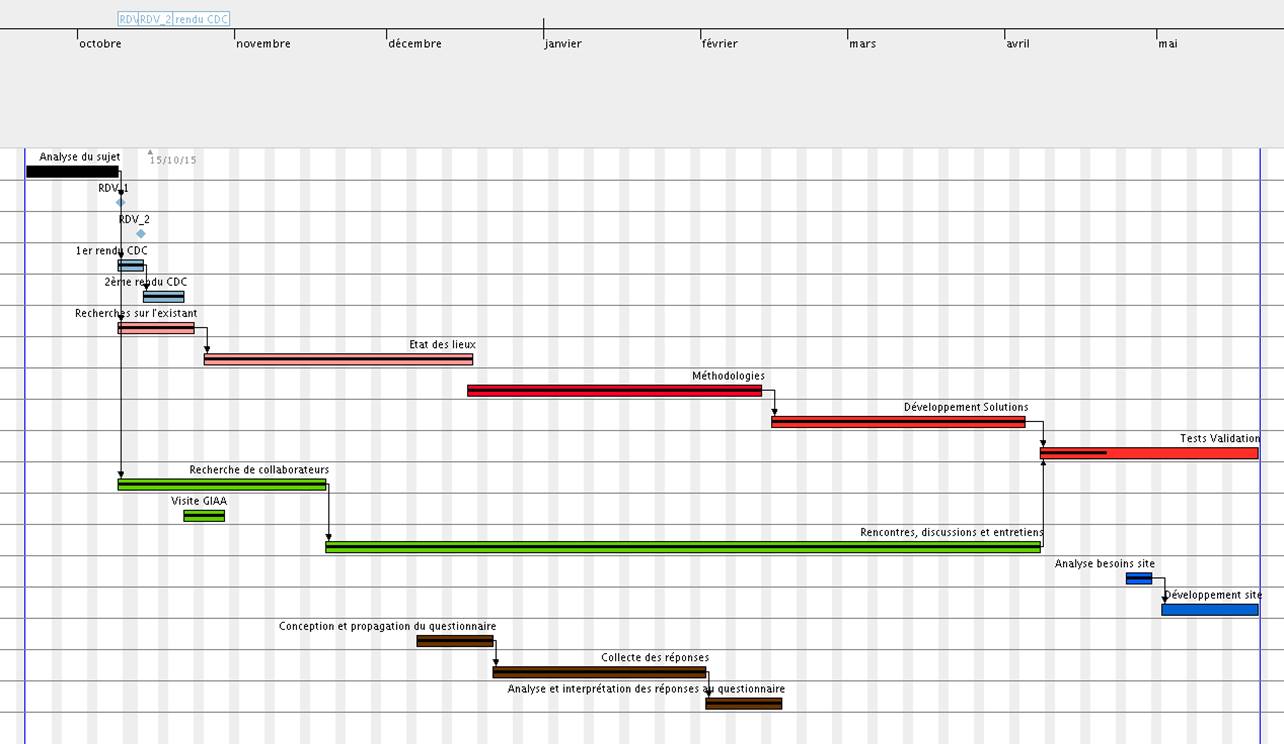 RDV RDV_2 rendu CDC
octobre novembre décembre janvier février mars avril mai
Analyse du sujet
15/10/15
RDV_1
RDV_2
1er rendu CDC
2ème rendu CDC
Recherches sur l'existant
Etat des lieux
Méthodologies
Développement Solutions
Tests Validation
Recherche de collaborateurs
Visite GIAA
Rencontres, discussions et entretiens
Analyse besoins site
Développement site
Conception et propagation du questionnaire
Collecte des réponses
Analyse et interprétation des réponses au questionnaire